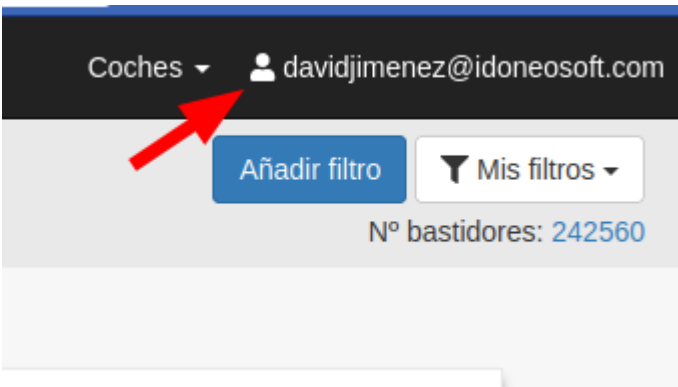 Coches davidjimenez@idoneosoft.com
Añadir filtro Mis filtros
Nº bastidores: 242560